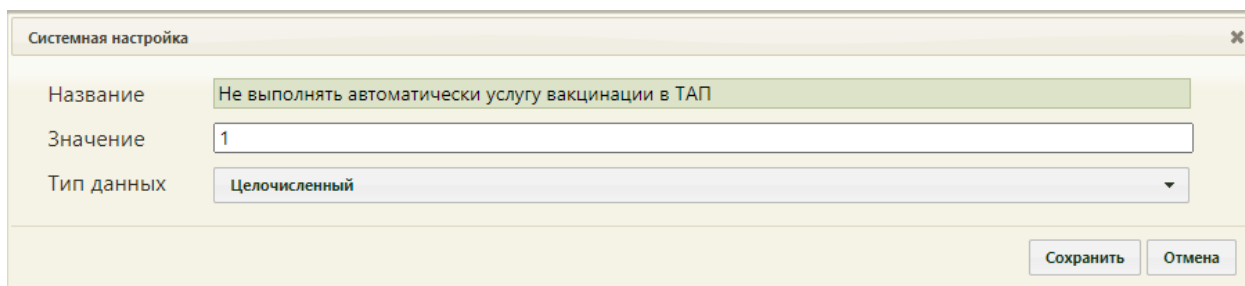 Системная настройка
Название Не выполнять автоматически услугу вакцинации в ТАП
Значение 1
Тип данных Целочисленный
Сохранить Отмена